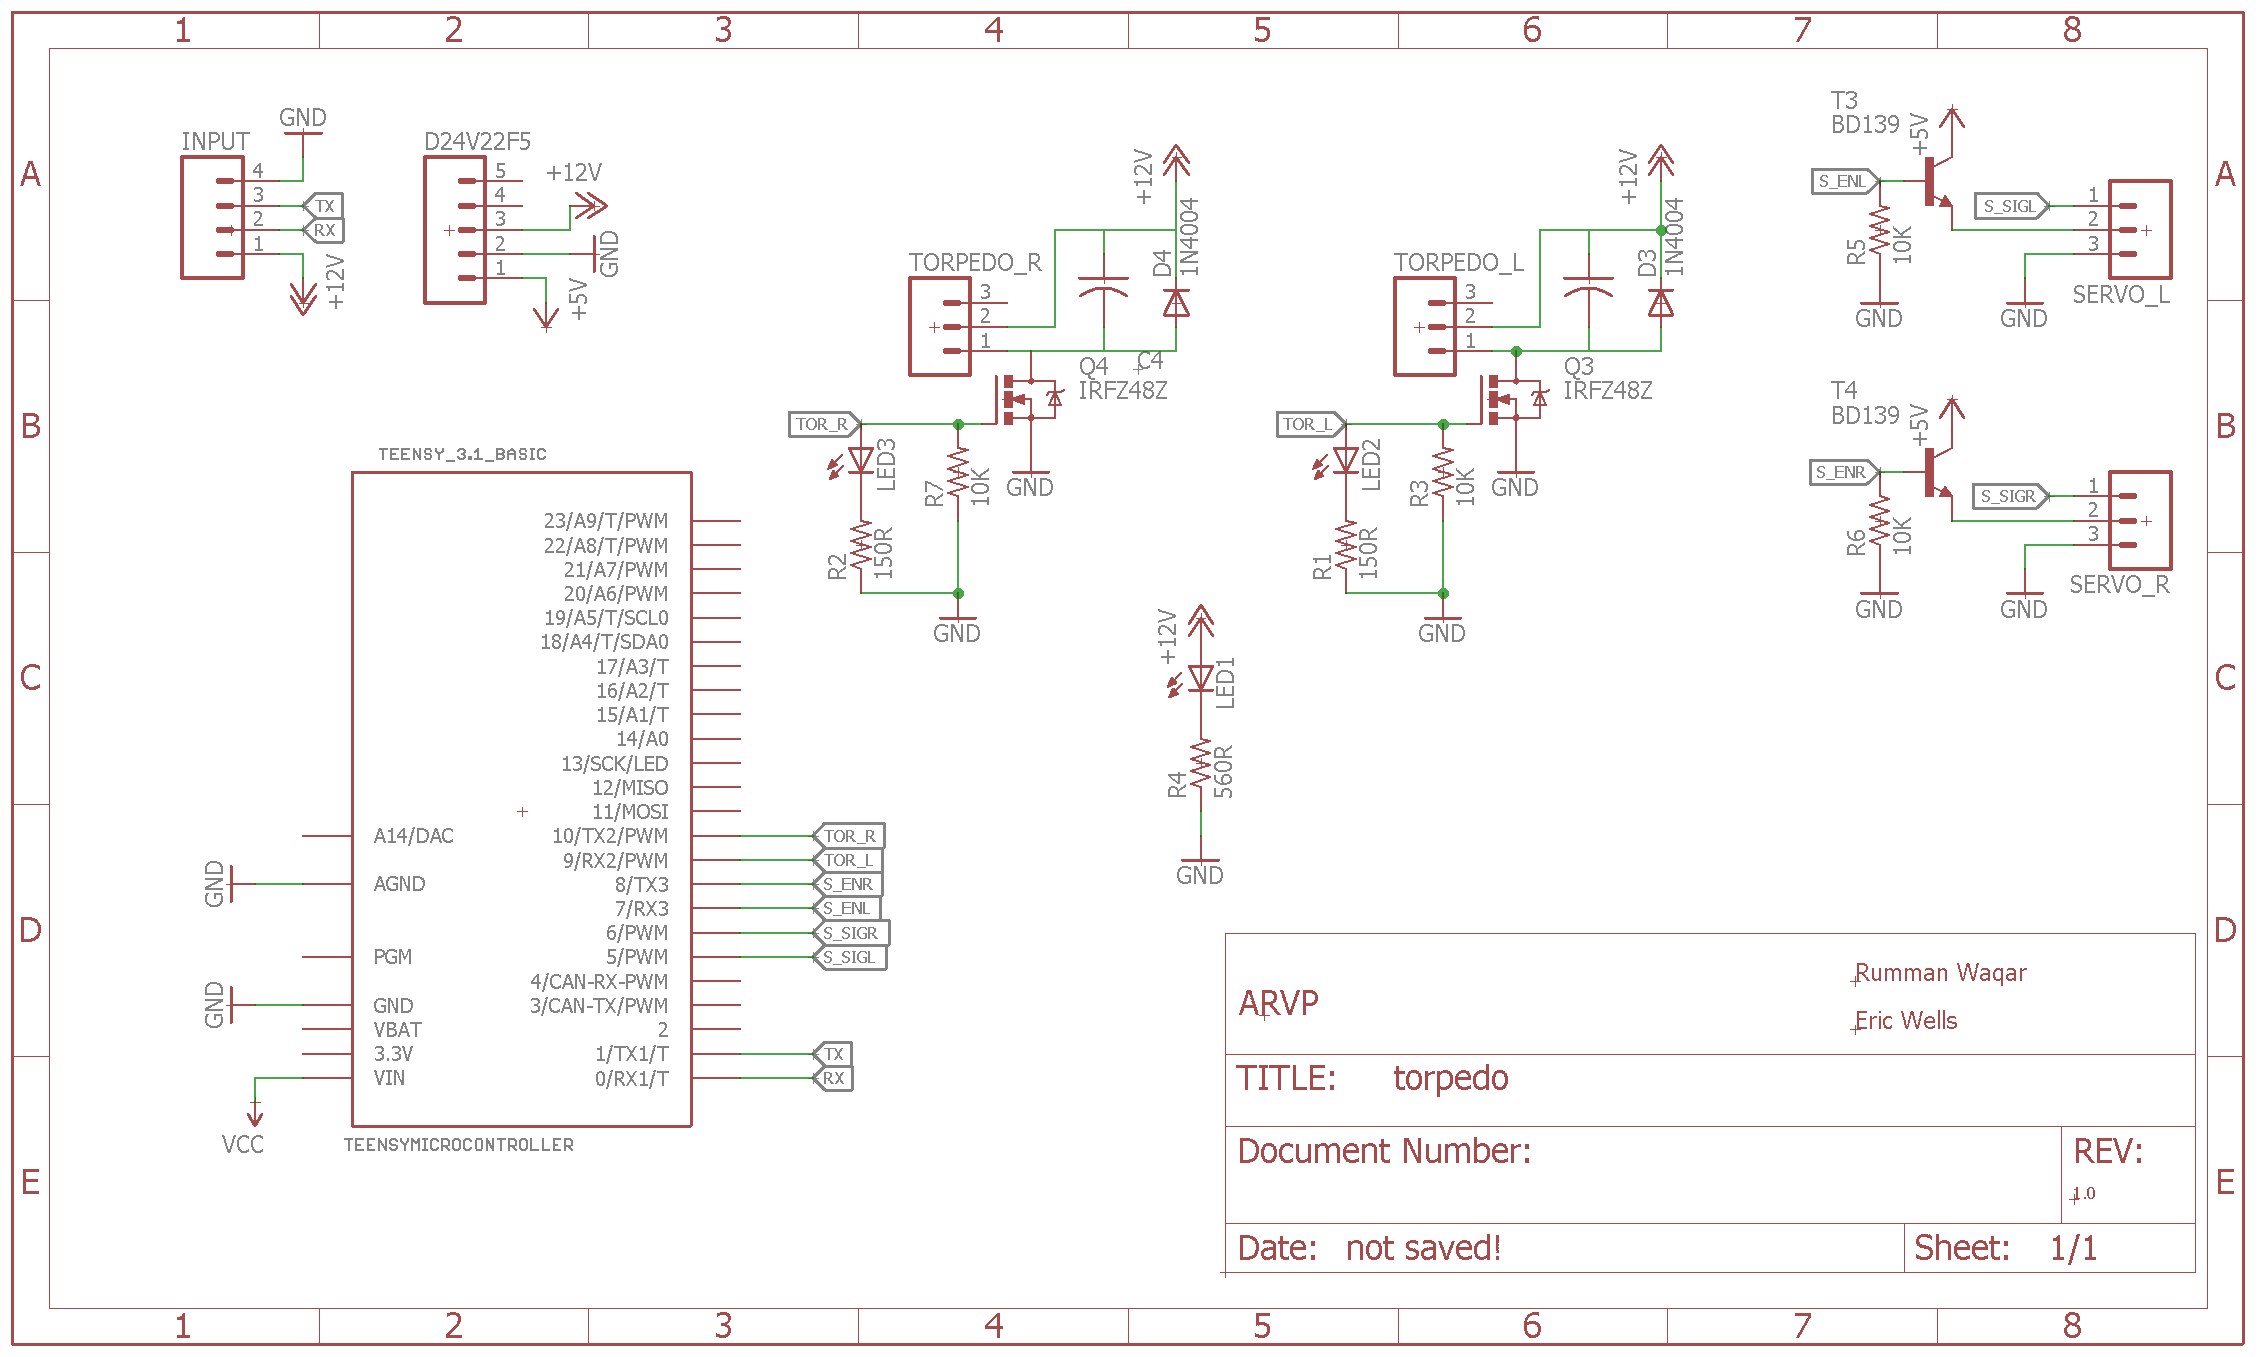 1 2 3 4 5 6 7 8
A
B
C
D
E
A
B
C
D
E
INPUT
GND
4
3
2
1
TX
RX
+12V
D24V22F5
5
4
3
2
1
+12V
GND
+5V
TORPEDO_R
3
2
1
+12V
D4
1N4004
C4
Q4
IRFZ48Z
TOR_R
LED3
R7
10K
GND
R2
150R
GND
TORPEDO_L
3
2
1
+12V
D3
1N4004
Q3
IRFZ48Z
TOR_L
LED2
R3
10K
GND
R1
150R
GND
T3
BD139
+5V
S_ENL
R5
10K
GND
S_SIGL
1
2
3
GND
SERVO_L
T4
BD139
+5V
S_ENR
R6
10K
GND
S_SIGR
1
2
3
GND
SERVO_R
+12V
LED1
R4
560R
GND
TEENSY_3.1_BASIC
23/A9/T/PWM
22/A8/T/PWM
21/A7/PWM
20/A6/PWM
19/A5/T/SCL0
18/A4/T/SDA0
17/A3/T
16/A2/T
15/A1/T
14/A0
13/SCK/LED
12/MISO
11/MOSI
A14/DAC 10/TX2/PWM TOR_R
9/RX2/PWM TOR_L
GND AGND 8/TX3 S_ENR
7/RX3 S_ENL
6/PWM S_SIGR
PGM 5/PWM S_SIGL
4/CAN-RX-PWM
GND GND 3/CAN-TX/PWM
VBAT 2
3.3V 1/TX1/T TX
VIN 0/RX1/T RX
VCC
TEENSYMICROCONTROLLER
ARVP
Rumman Waqar
Eric Wells
TITLE: torpedo
Document Number:
REV:
1.0
Date: not saved!
Sheet: 1/1
1 2 3 4 5 6 7 8